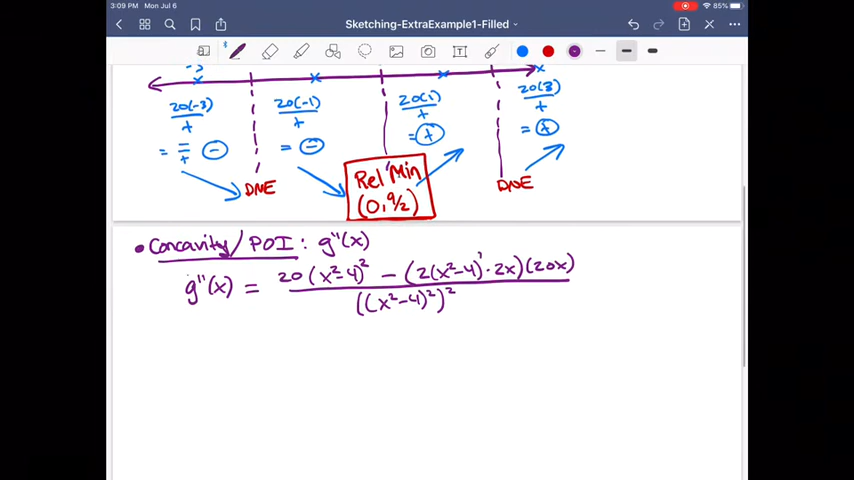 3:09 PM Mon Jul 6
85%
Sketching-ExtraExample1-Filled
-3
20(-3)/+ 20(-1)/+ 20(1)/+ 20(3)/+
= -/+ - = - = + = +
DNE Rel Min DNE
(0, 9/2)
• Concavity/POI: g''(x)
g''(x) = 20(x²-4)² - (2(x²-4)¹·2x)(20x)
((x²-4)²)²